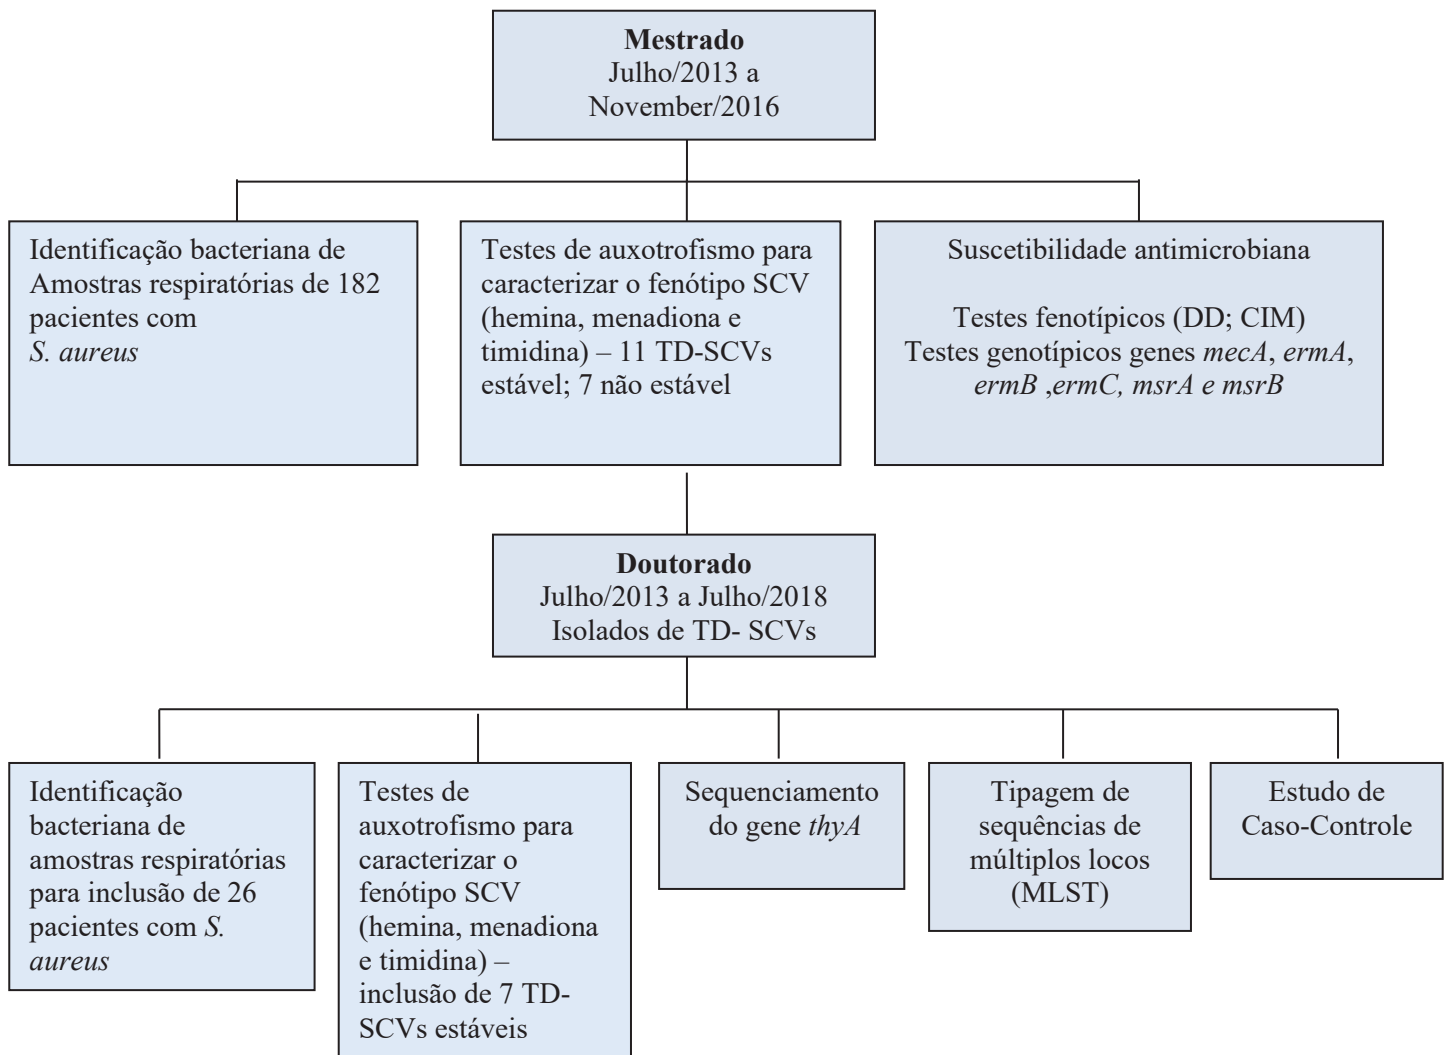 Mestrado
Julho/2013 a
November/2016
Identificação bacteriana de
Amostras respiratórias de 182
pacientes com
S. aureus
Testes de auxotrofismo para
caracterizar o fenótipo SCV
(hemina, menadiona e
timidina) – 11 TD-SCVs
estável; 7 não estável
Suscetibilidade antimicrobiana
Testes fenotípicos (DD; CIM)
Testes genotípicos genes mecA, ermA,
ermB ,ermC, msrA e msrB
Doutorado
Julho/2013 a Julho/2018
Isolados de TD- SCVs
Identificação
bacteriana de
amostras respiratórias
para inclusão de 26
pacientes com S.
aureus
Testes de
auxotrofismo para
caracterizar o
fenótipo SCV
(hemina, menadiona
e timidina) –
inclusão de 7 TD-
SCVs estáveis
Sequenciamento
do gene thyA
Tipagem de
sequências de
múltiplos locos
(MLST)
Estudo de
Caso-Controle